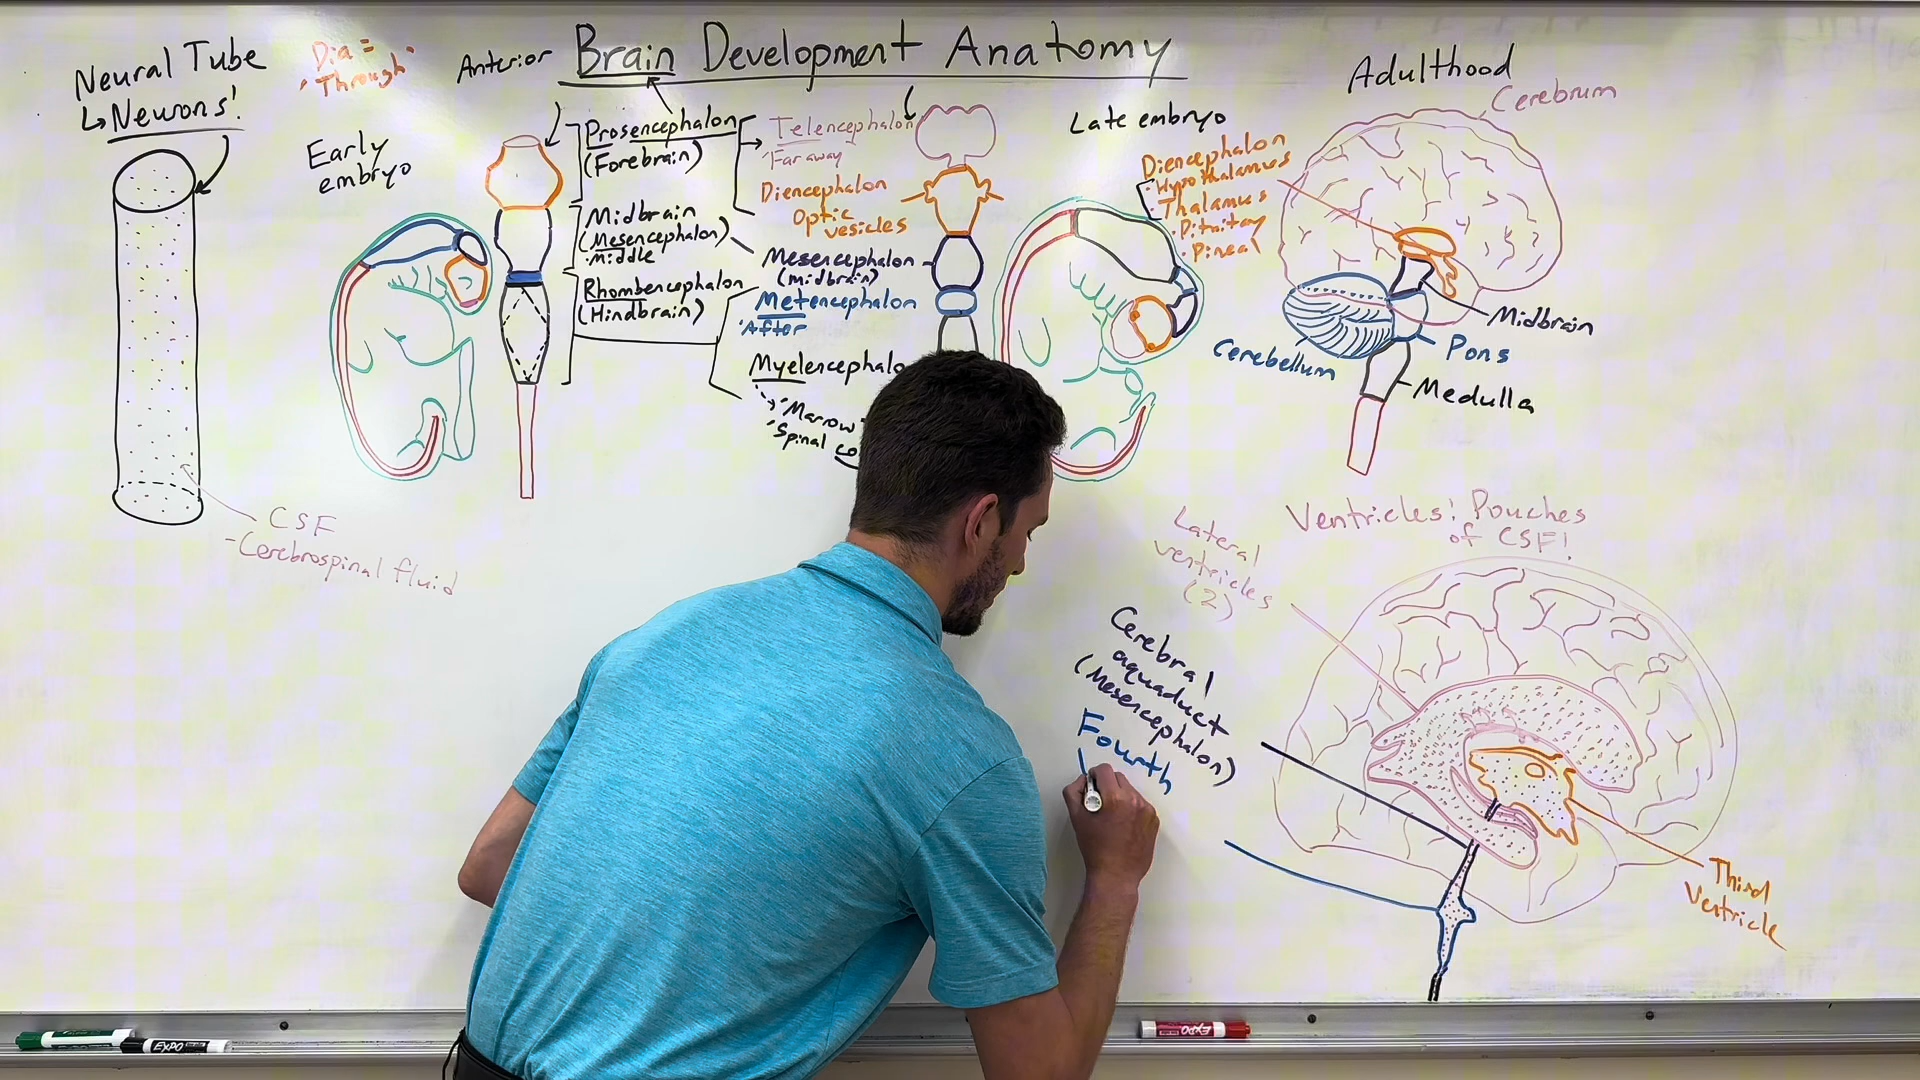 Brain Development Anatomy
Neural Tube
↳ Neurons!
Dia =
'Through'
Anterior
Early
embryo
CSF
-Cerebrospinal fluid
Prosencephalon
(Forebrain)
Midbrain
(Mesencephalon)
·Middle
Rhombencephalon
(Hindbrain)
Telencephalon
'Far away
Diencephalon
Optic
vesicles
Mesencephalon
(midbrain)
Metencephalon
'After
Myelencephalo
'Marrow
'Spinal co
Late embryo
Diencephalon
·Hypothalamus
·Thalamus
·Pituitary
·Pineal
Adulthood
Cerebrum
Midbrain
Pons
Cerebellum
Medulla
Ventricles! Pouches
of CSF!
Lateral
ventricles
(2)
Cerebral
aquaduct
(Mesencephalon)
Fourth
Third
Ventricle
EXPO
EXPO